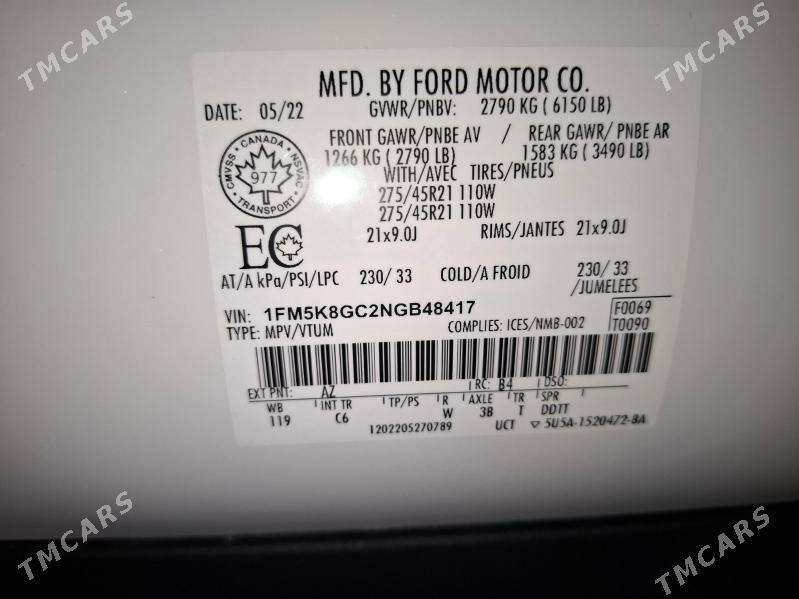 TMCARS
TMCARS
MFD. BY FORD MOTOR CO.
DATE: 05/22
GVWR/PNBV: 2790 KG ( 6150 LB)
FRONT GAWR/PNBE AV / REAR GAWR/ PNBE AR
1266 KG ( 2790 LB) 1583 KG ( 3490 LB)
WITH/AVEC TIRES/PNEUS
275/45R21 110W
275/45R21 110W
CMVSS · CANADA · NSVAC
977
TRANSPORT
EC
21x9.0J RIMS/JANTES 21x9.0J
AT/A kPa/PSI/LPC 230/ 33 COLD/A FROID 230/ 33
/JUMELEES
VIN: 1FM5K8GC2NGB48417
F0069
TYPE: MPV/VTUM COMPLIES: ICES/NMB-002 T0090
EXT PNT: AZ RC: B4 DSO:
WB INT TR TP/PS R AXLE TR SPR
119 C6 W 3B T DDTT
1202205270789 UCT ▽ 5U5A-1520472-BA
TMCARS
TMCARS